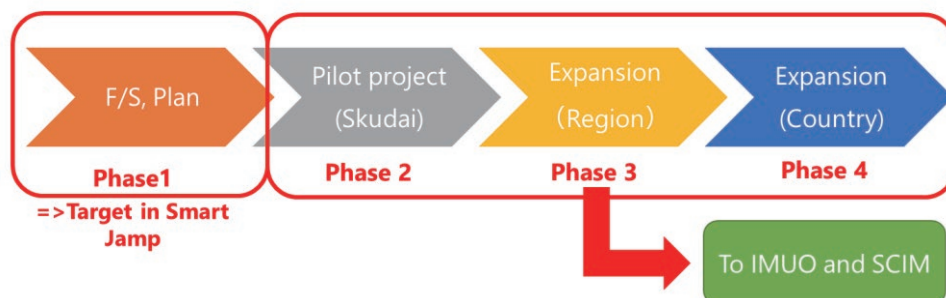 F/S, Plan
Pilot project
(Skudai)
Expansion
（Region）
Expansion
(Country)
Phase1
Phase 2
Phase 3
Phase 4
=>Target in Smart
Jamp
To IMUO and SCIM